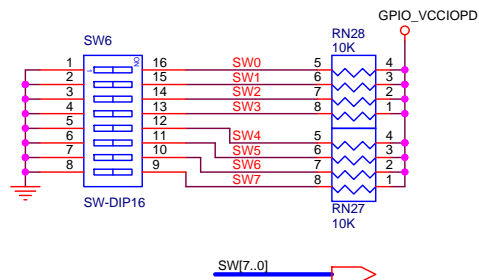 GPIO_VCCIOPD
SW6
RN28
10K
ON
1 16 SW0 5 4
2 15 SW1 6 3
3 14 SW2 7 2
4 13 SW3 8 1
5 12 SW4 5 4
6 11 SW5 6 3
7 10 SW6 7 2
8 9 SW7 8 1
SW-DIP16
RN27
10K
SW[7..0]